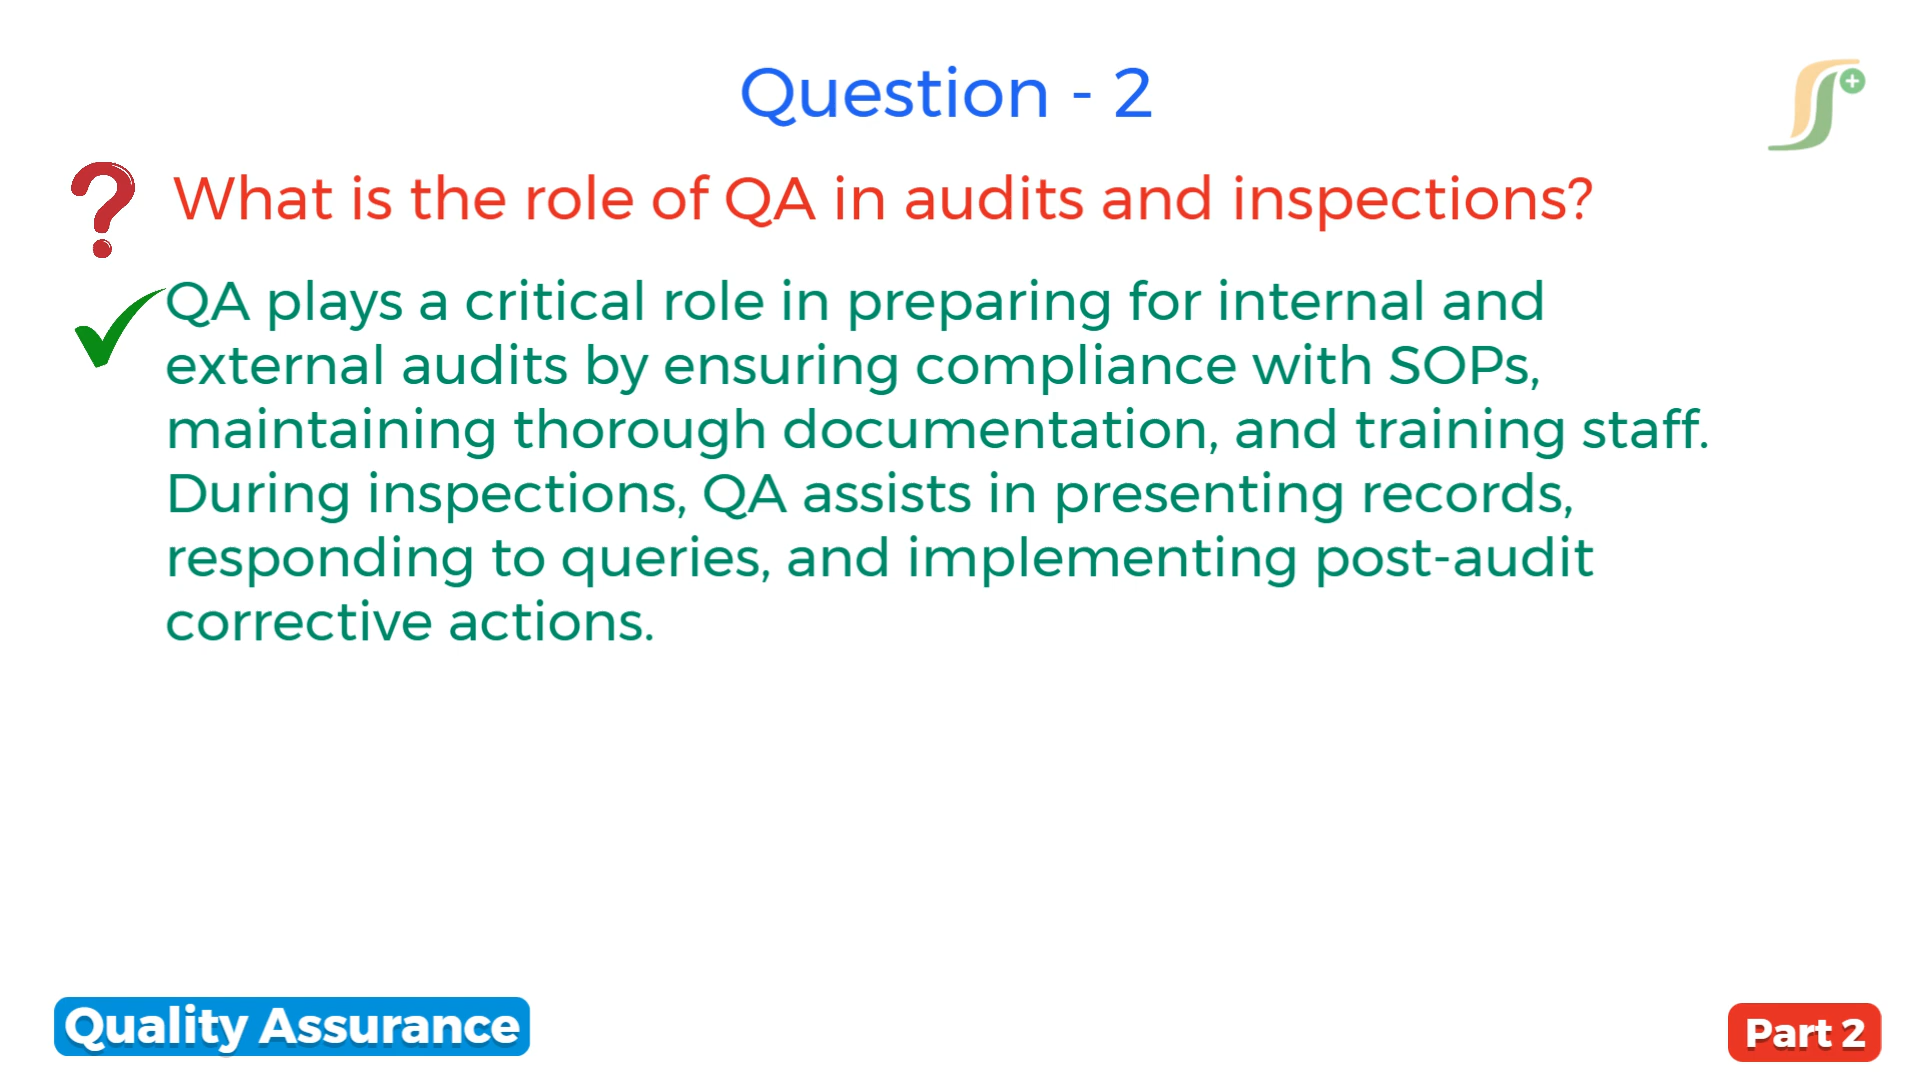 Question - 2
What is the role of QA in audits and inspections?
QA plays a critical role in preparing for internal and
external audits by ensuring compliance with SOPs,
maintaining thorough documentation, and training staff.
During inspections, QA assists in presenting records,
responding to queries, and implementing post-audit
corrective actions.
Quality Assurance
Part 2